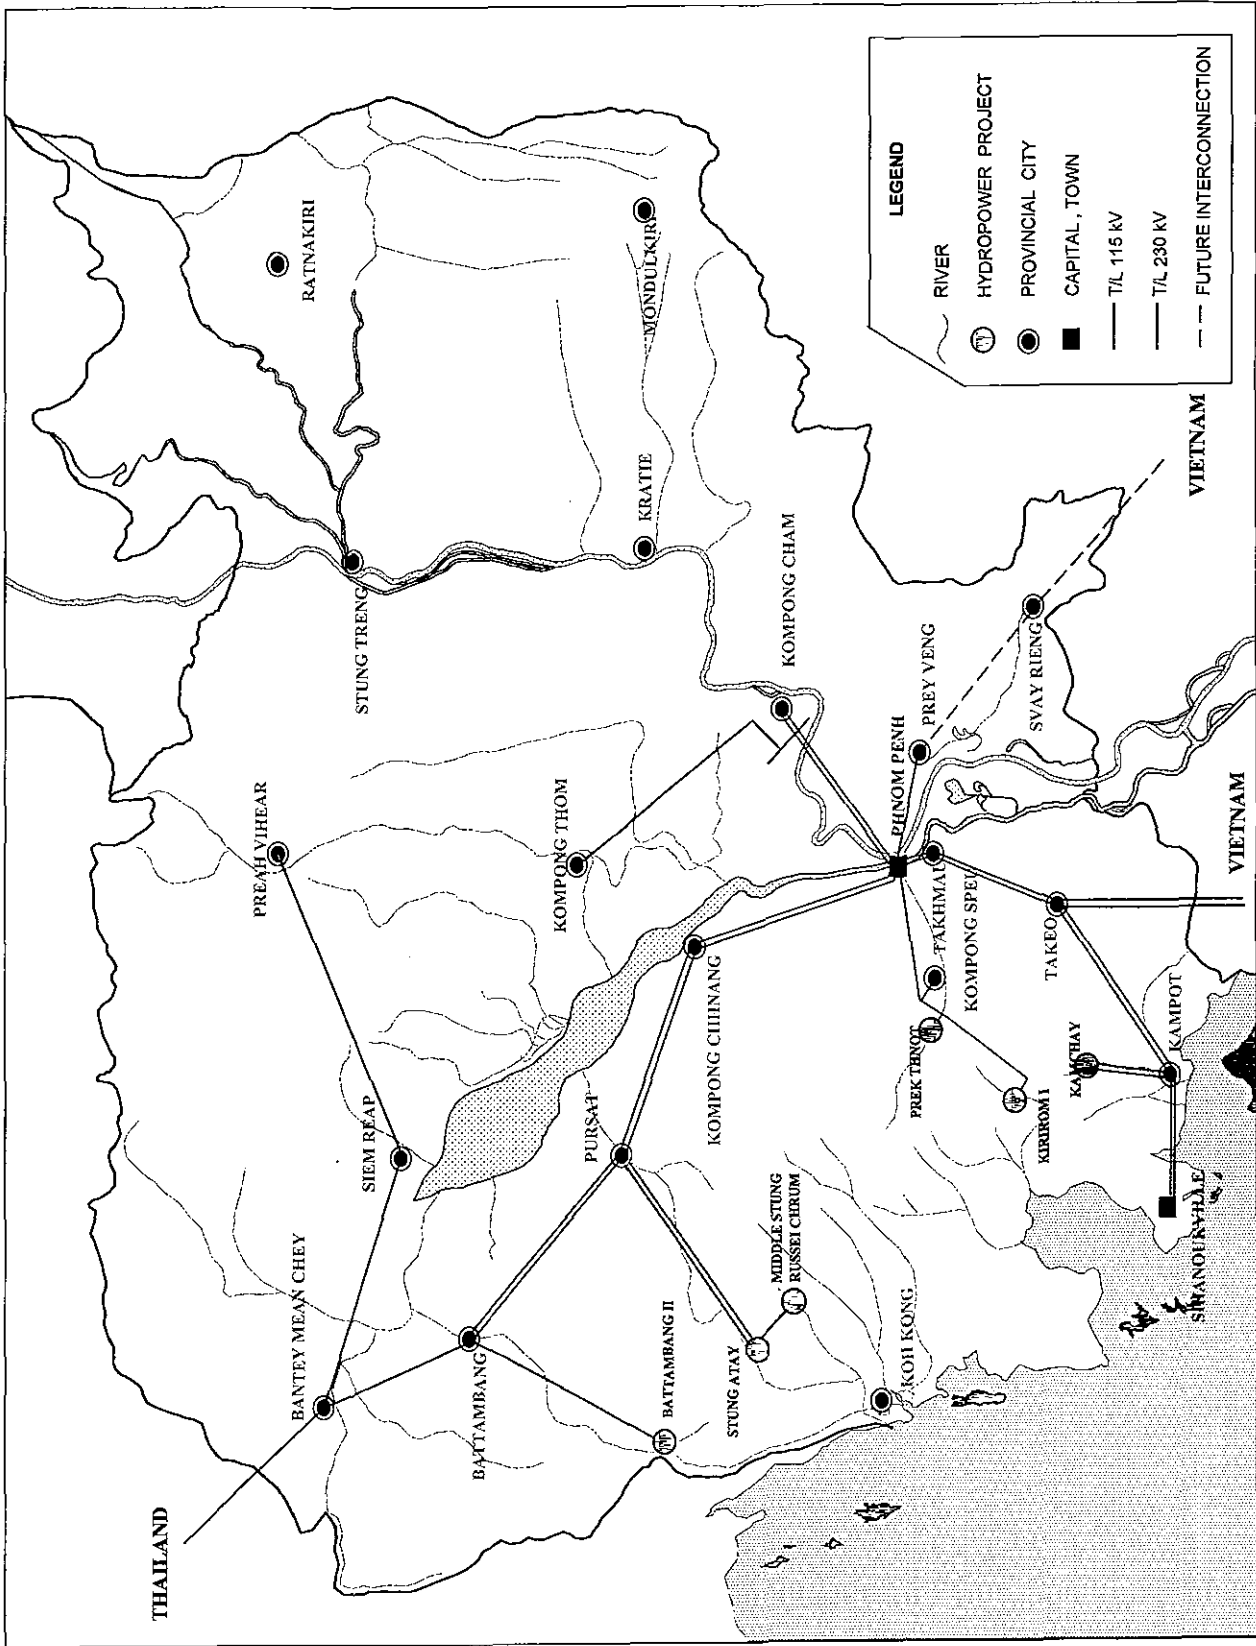 THAILAND
PREAH VIHEAR
BANTEY MEAN CHEY
RATNAKIRI
SIEM REAP
STUNG TRENG
BATTAMBANG
KOMPONG THOM
PURSAT
KRATIE
MONDULKIRI
BATTAMBANG II
KOMPONG CHHNANG
STUNG ATAY
MIDDLE STUNG
RUSSEI CHRUM
KOMPONG CHAM
PHNOM PENH
KOH KONG
PREK THNOT
PREY VENG
TAKHMAU
KOMPONG SPEU
SVAY RIENG
KIRIROM I
TAKEO
KAMCHAY
KAMPOT
SIHANOUKVILLE
VIETNAM
VIETNAM
LEGEND
RIVER
HYDROPOWER PROJECT
PROVINCIAL CITY
CAPITAL , TOWN
T/L 115 kV
T/L 230 kV
FUTURE INTERCONNECTION